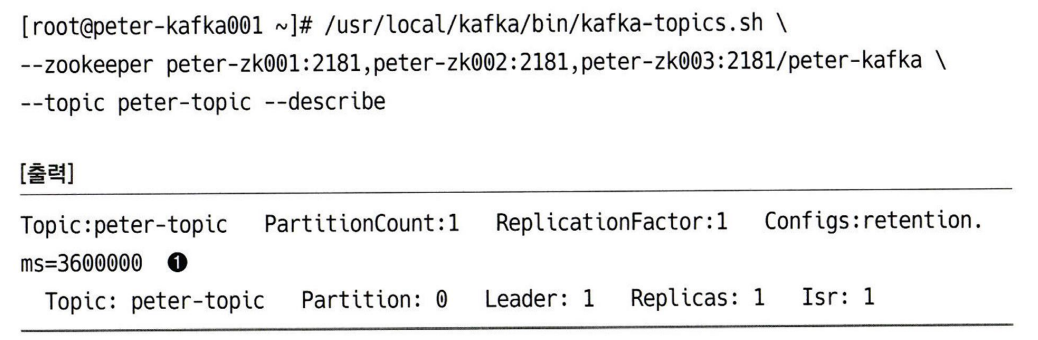 [root@peter-kafka001 ~]# /usr/local/kafka/bin/kafka-topics.sh \
--zookeeper peter-zk001:2181,peter-zk002:2181,peter-zk003:2181/peter-kafka \
--topic peter-topic --describe
[출력]
Topic:peter-topic PartitionCount:1 ReplicationFactor:1 Configs:retention.
ms=3600000 ❶
Topic: peter-topic Partition: 0 Leader: 1 Replicas: 1 Isr: 1